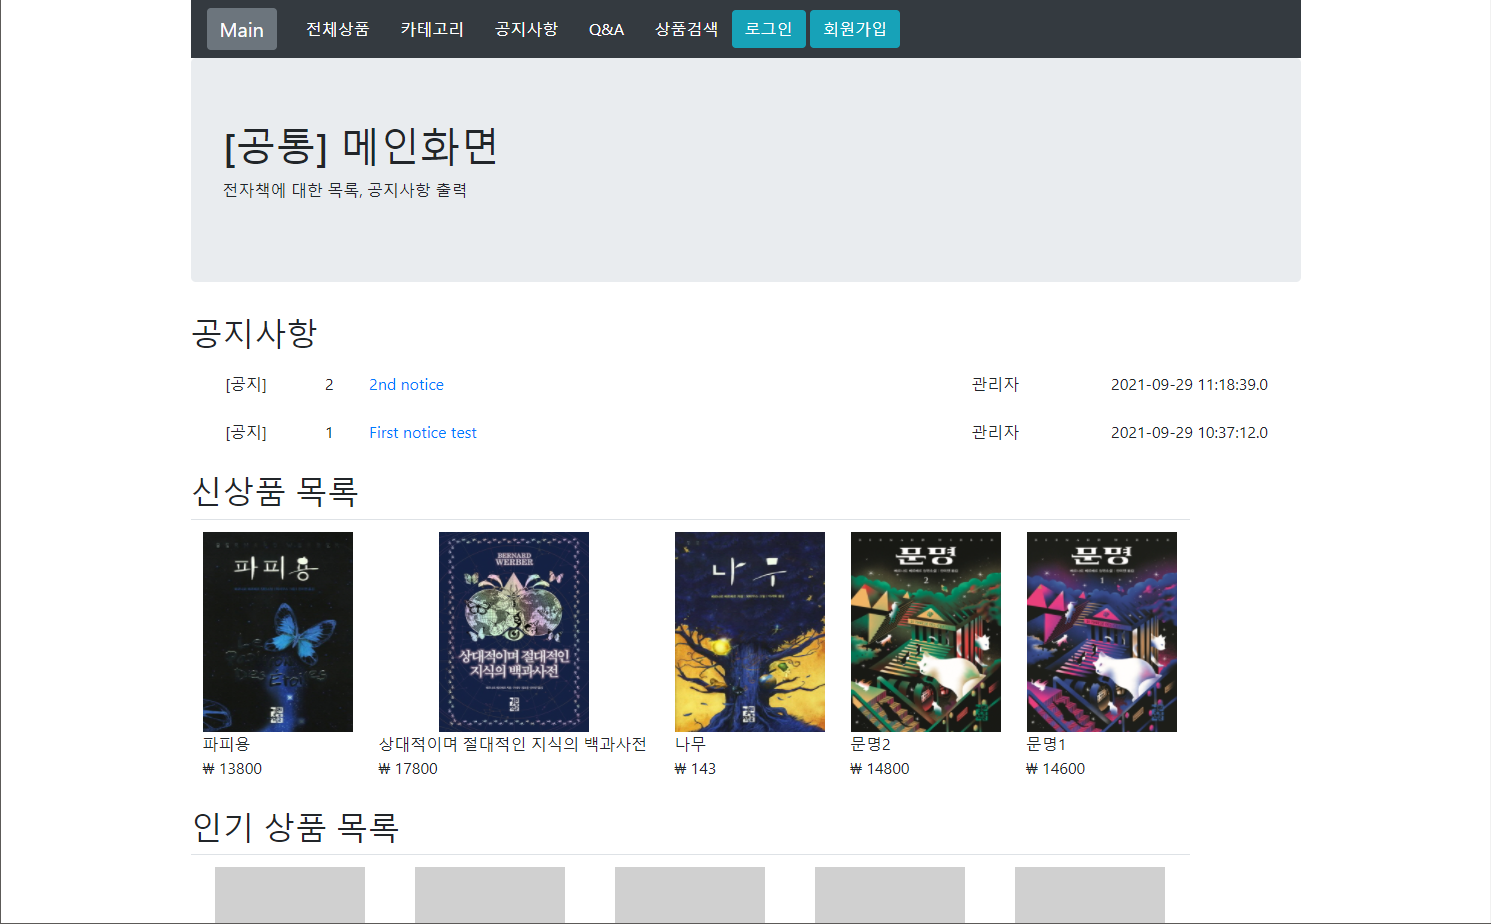 Main 전체상품 카테고리 공지사항 Q&A 상품검색 로그인 회원가입
[공통] 메인화면
전자책에 대한 목록, 공지사항 출력
공지사항
[공지] 2 2nd notice 관리자 2021-09-29 11:18:39.0
[공지] 1 First notice test 관리자 2021-09-29 10:37:12.0
신상품 목록
파피용
BERNARD
WERBER
상대적이며 절대적인
지식의 백과사전
나무
문명
2
문명
1
파피용 상대적이며 절대적인 지식의 백과사전 나무 문명2 문명1
₩ 13800 ₩ 17800 ₩ 143 ₩ 14800 ₩ 14600
인기 상품 목록